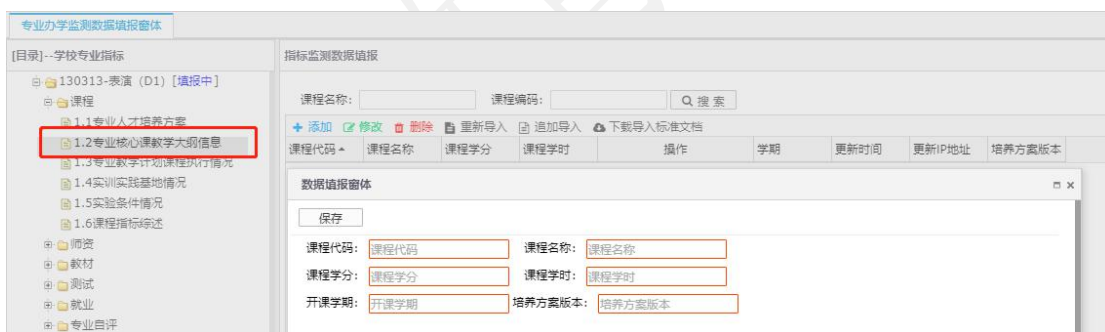 专业办学监测数据填报窗体
[目录]--学校专业指标
指标监测数据填报
130313-表演（D1）[填报中]
课程
1.1专业人才培养方案
1.2专业核心课教学大纲信息
1.3专业教学计划课程执行情况
1.4实训实践基地情况
1.5实验条件情况
1.6课程指标综述
师资
教材
测试
就业
专业自评
课程名称: 课程编码: 搜 索
添加 修改 删除 重新导入 追加导入 下载导入标准文档
课程代码 课程名称 课程学分 课程学时 操作 学期 更新时间 更新IP地址 培养方案版本
数据填报窗体
保存
课程代码: 课程代码 课程名称: 课程名称
课程学分: 课程学分 课程学时: 课程学时
开课学期: 开课学期 培养方案版本: 培养方案版本